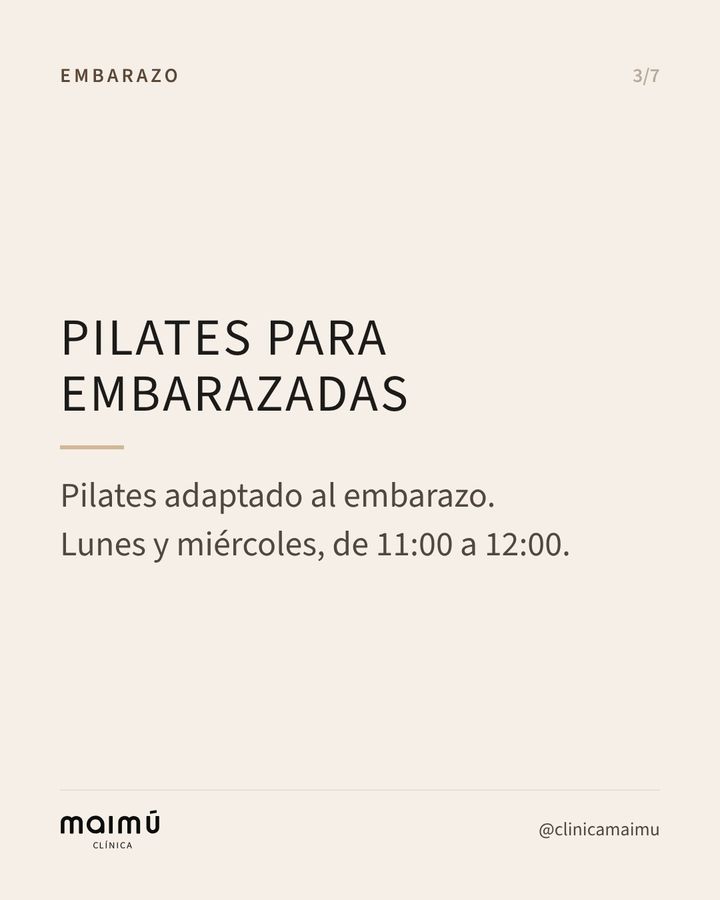 EMBARAZO
3/7
PILATES PARA
EMBARAZADAS
Pilates adaptado al embarazo.
Lunes y miércoles, de 11:00 a 12:00.
maimú
CLÍNICA
@clinicamaimu